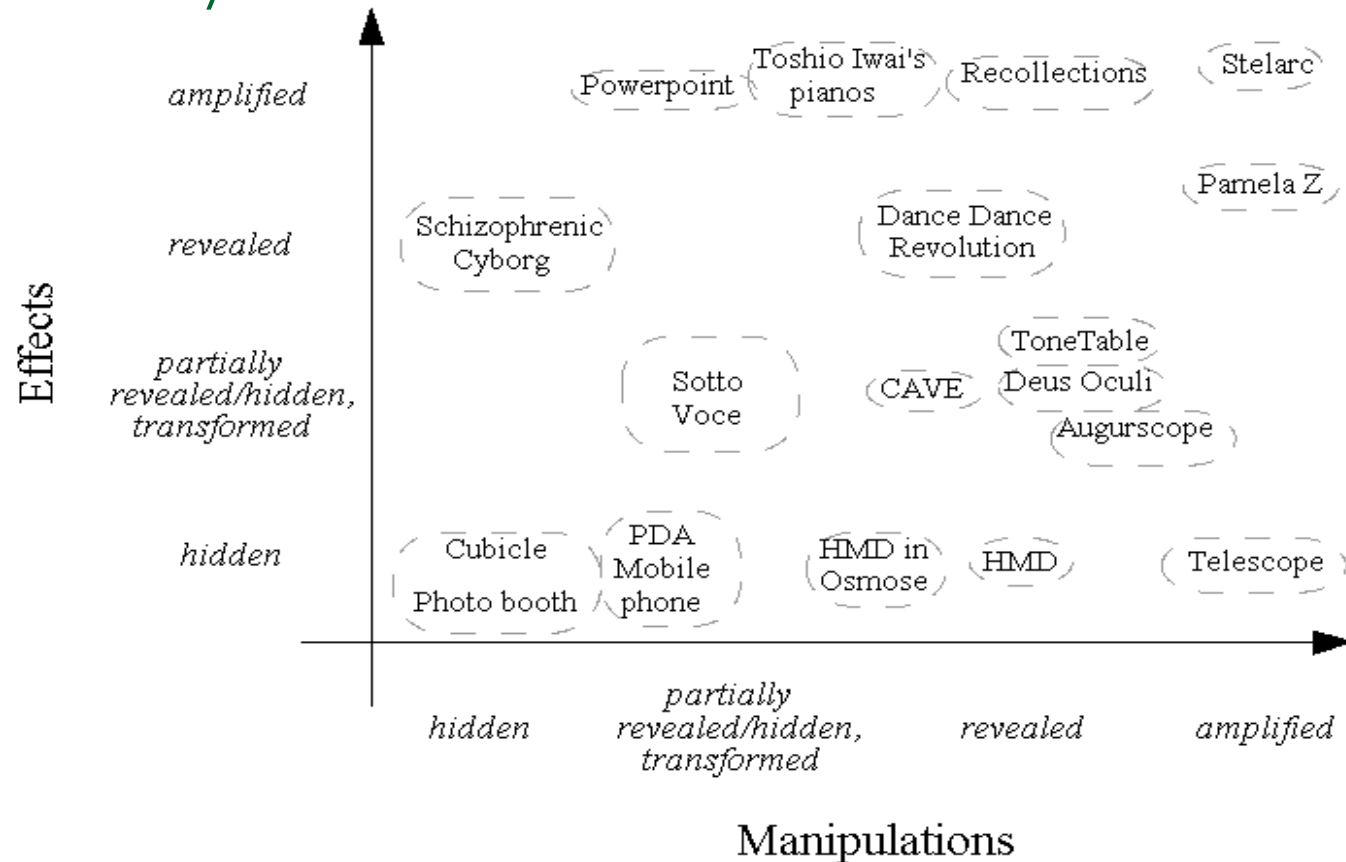 amplified
Powerpoint
Toshio Iwai's
pianos
Recollections
Stelarc
Pamela Z
revealed
Schizophrenic
Cyborg
Dance Dance
Revolution
Effects
partially
revealed/hidden,
transformed
Sotto
Voce
CAVE
ToneTable
Deus Oculi
Augurscope
hidden
Cubicle
Photo booth
PDA
Mobile
phone
HMD in
Osmose
HMD
Telescope
hidden
partially
revealed/hidden,
transformed
revealed
amplified
Manipulations